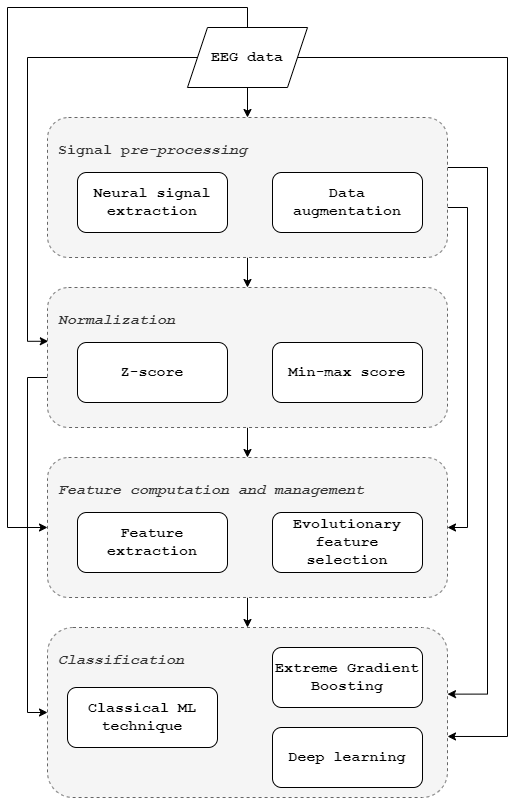 EEG data
Signal pre-processing
Neural signal
extraction
Data
augmentation
Normalization
Z-score
Min-max score
Feature computation and management
Feature
extraction
Evolutionary
feature
selection
Classification
Extreme Gradient
Boosting
Classical ML
technique
Deep learning